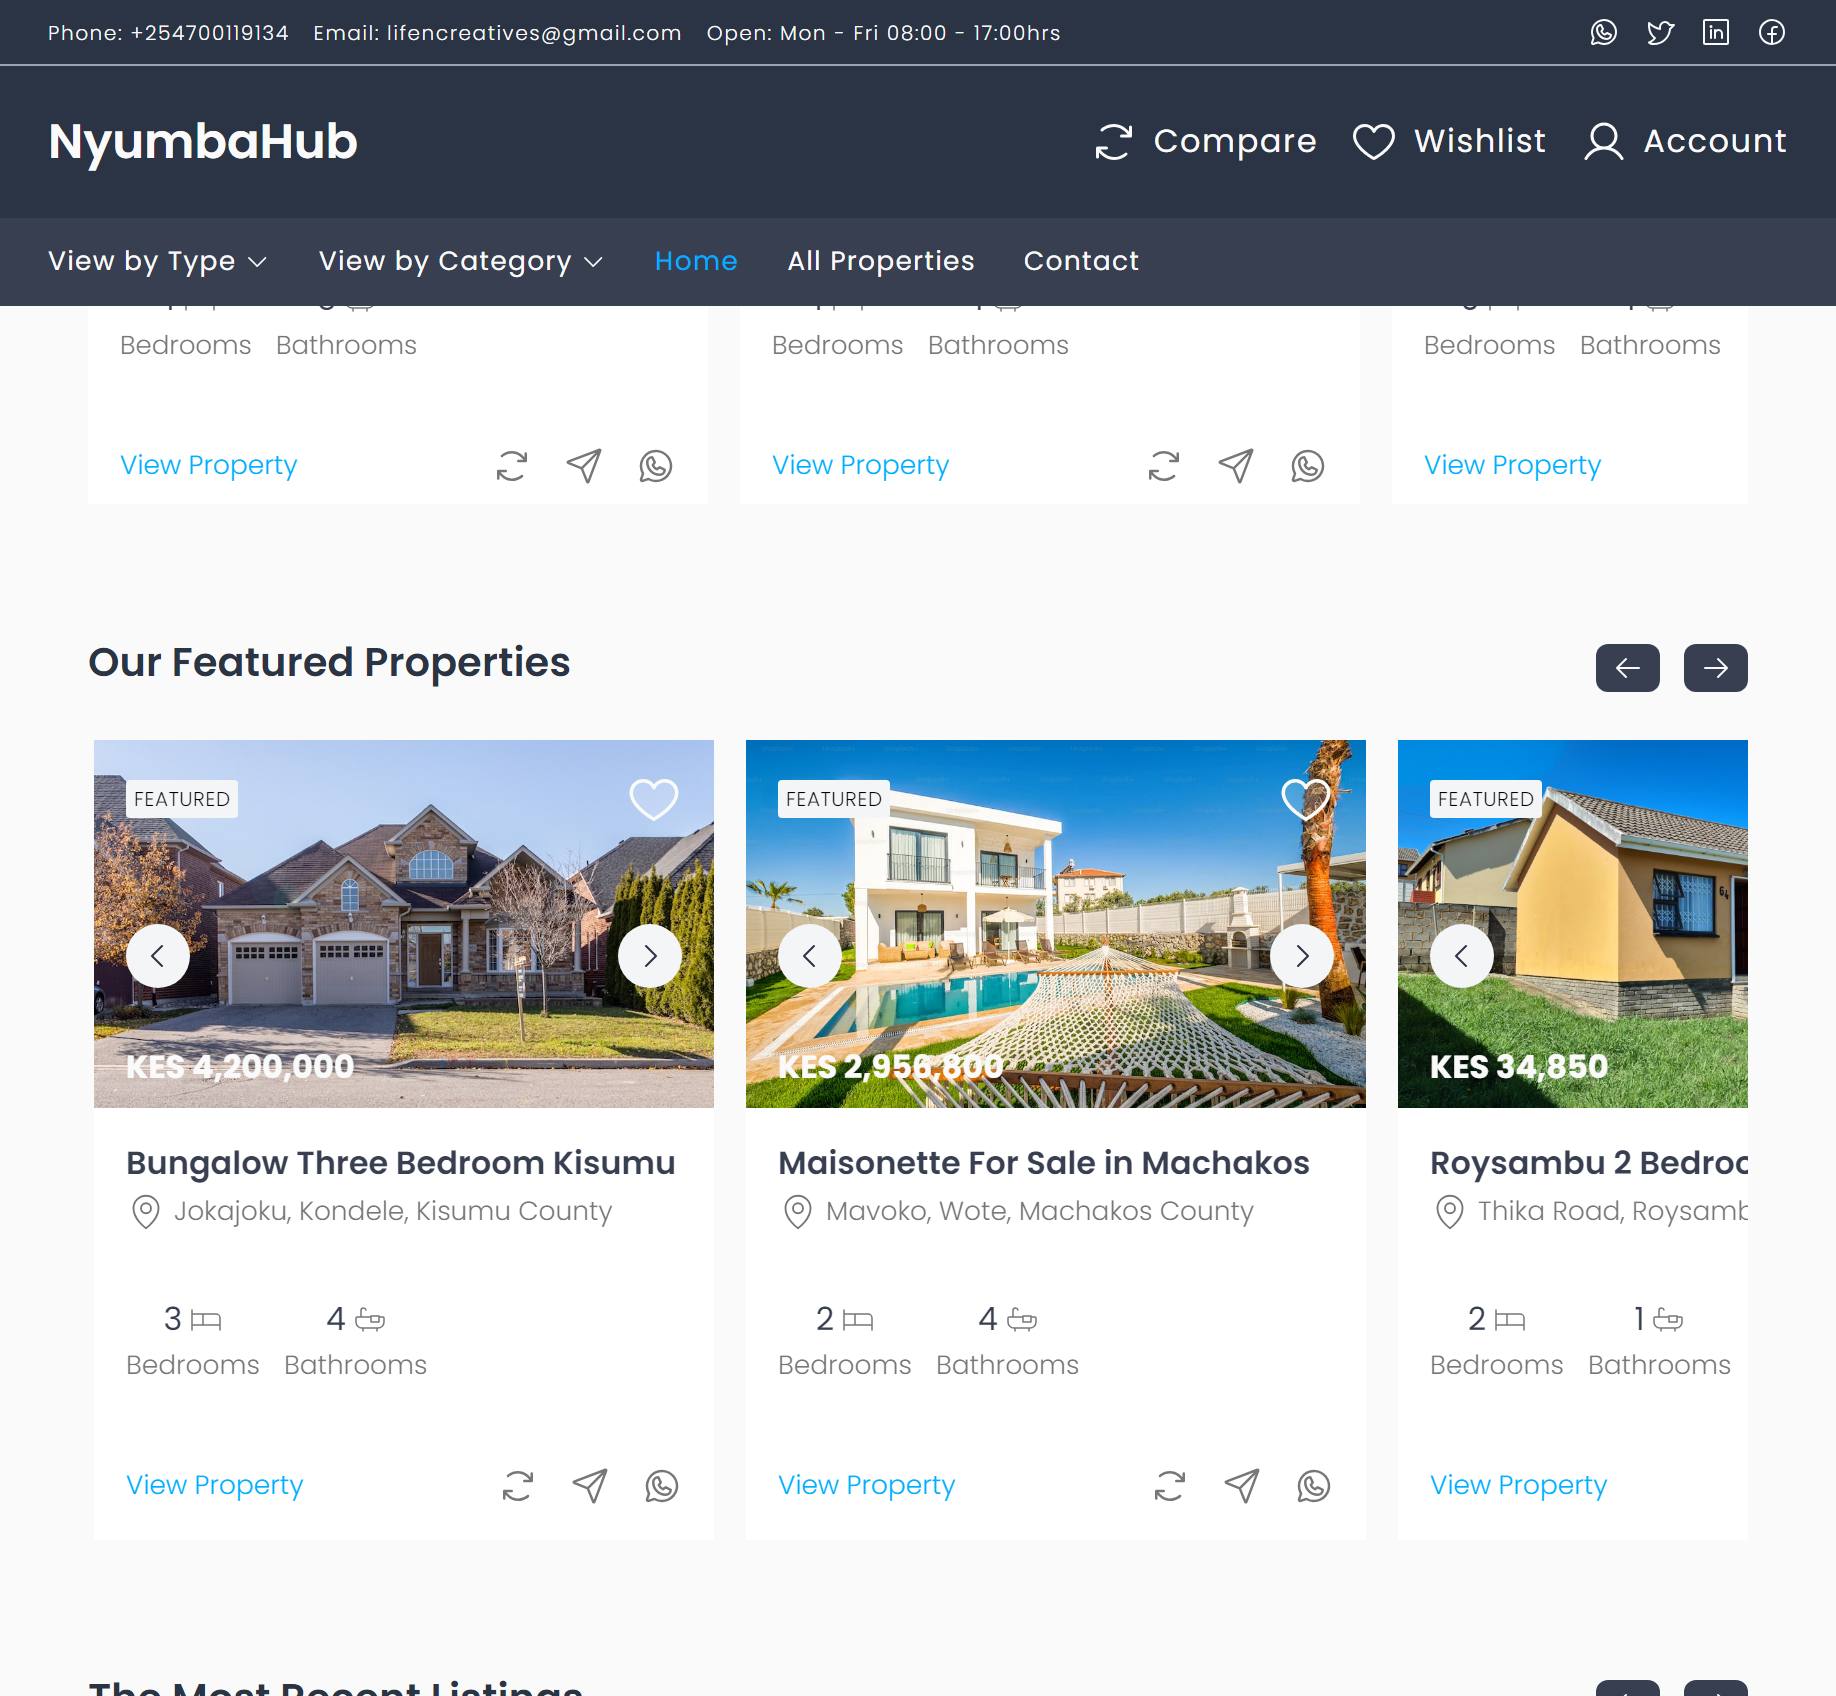 Phone: +254700119134 Email: lifencreatives@gmail.com Open: Mon - Fri 08:00 - 17:00hrs
NyumbaHub
Compare Wishlist Account
View by Type View by Category Home All Properties Contact
Bedrooms Bathrooms Bedrooms Bathrooms Bedrooms Bathrooms
View Property View Property View Property
Our Featured Properties
FEATURED FEATURED FEATURED
64
KES 4,200,000 KES 2,956,800 KES 34,850
Bungalow Three Bedroom Kisumu Maisonette For Sale in Machakos Roysambu 2 Bedroo
Jokajoku, Kondele, Kisumu County Mavoko, Wote, Machakos County Thika Road, Roysamb
3 4 2 4 2 1
Bedrooms Bathrooms Bedrooms Bathrooms Bedrooms Bathrooms
View Property View Property View Property
The Most Recent Listings